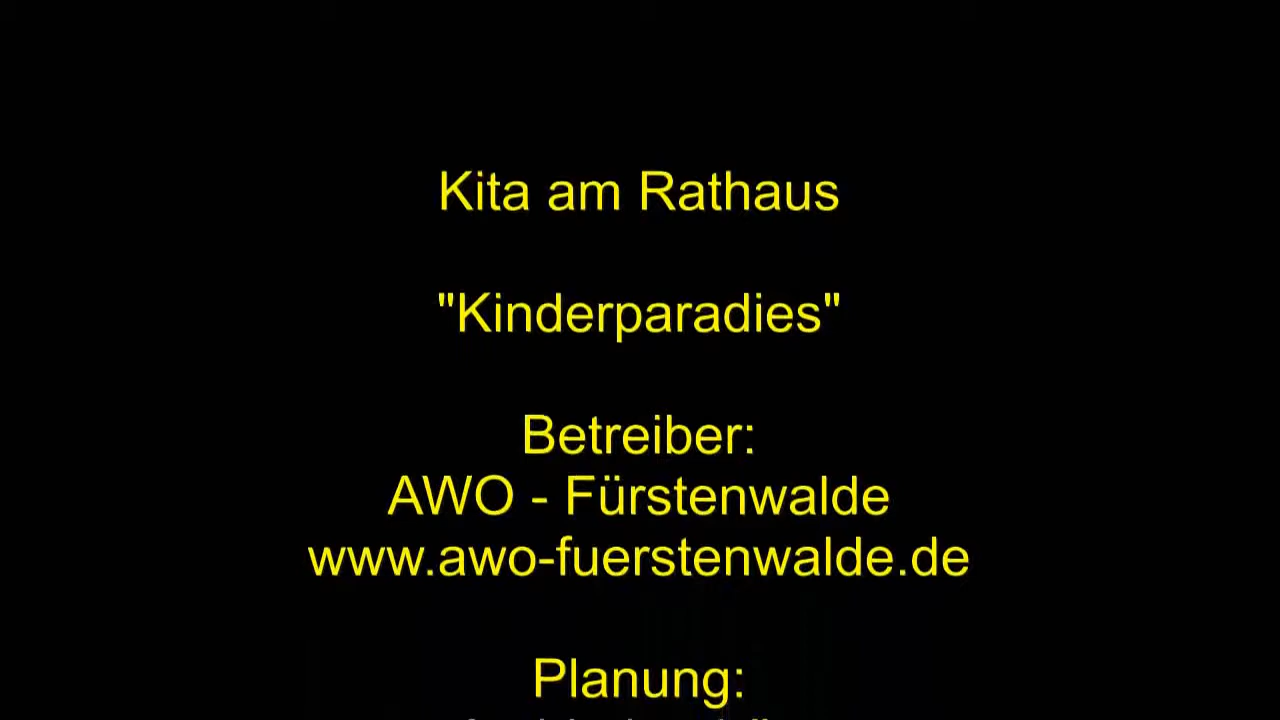 Kita am Rathaus
"Kinderparadies"
Betreiber:
AWO - Fürstenwalde
www.awo-fuerstenwalde.de
Planung: